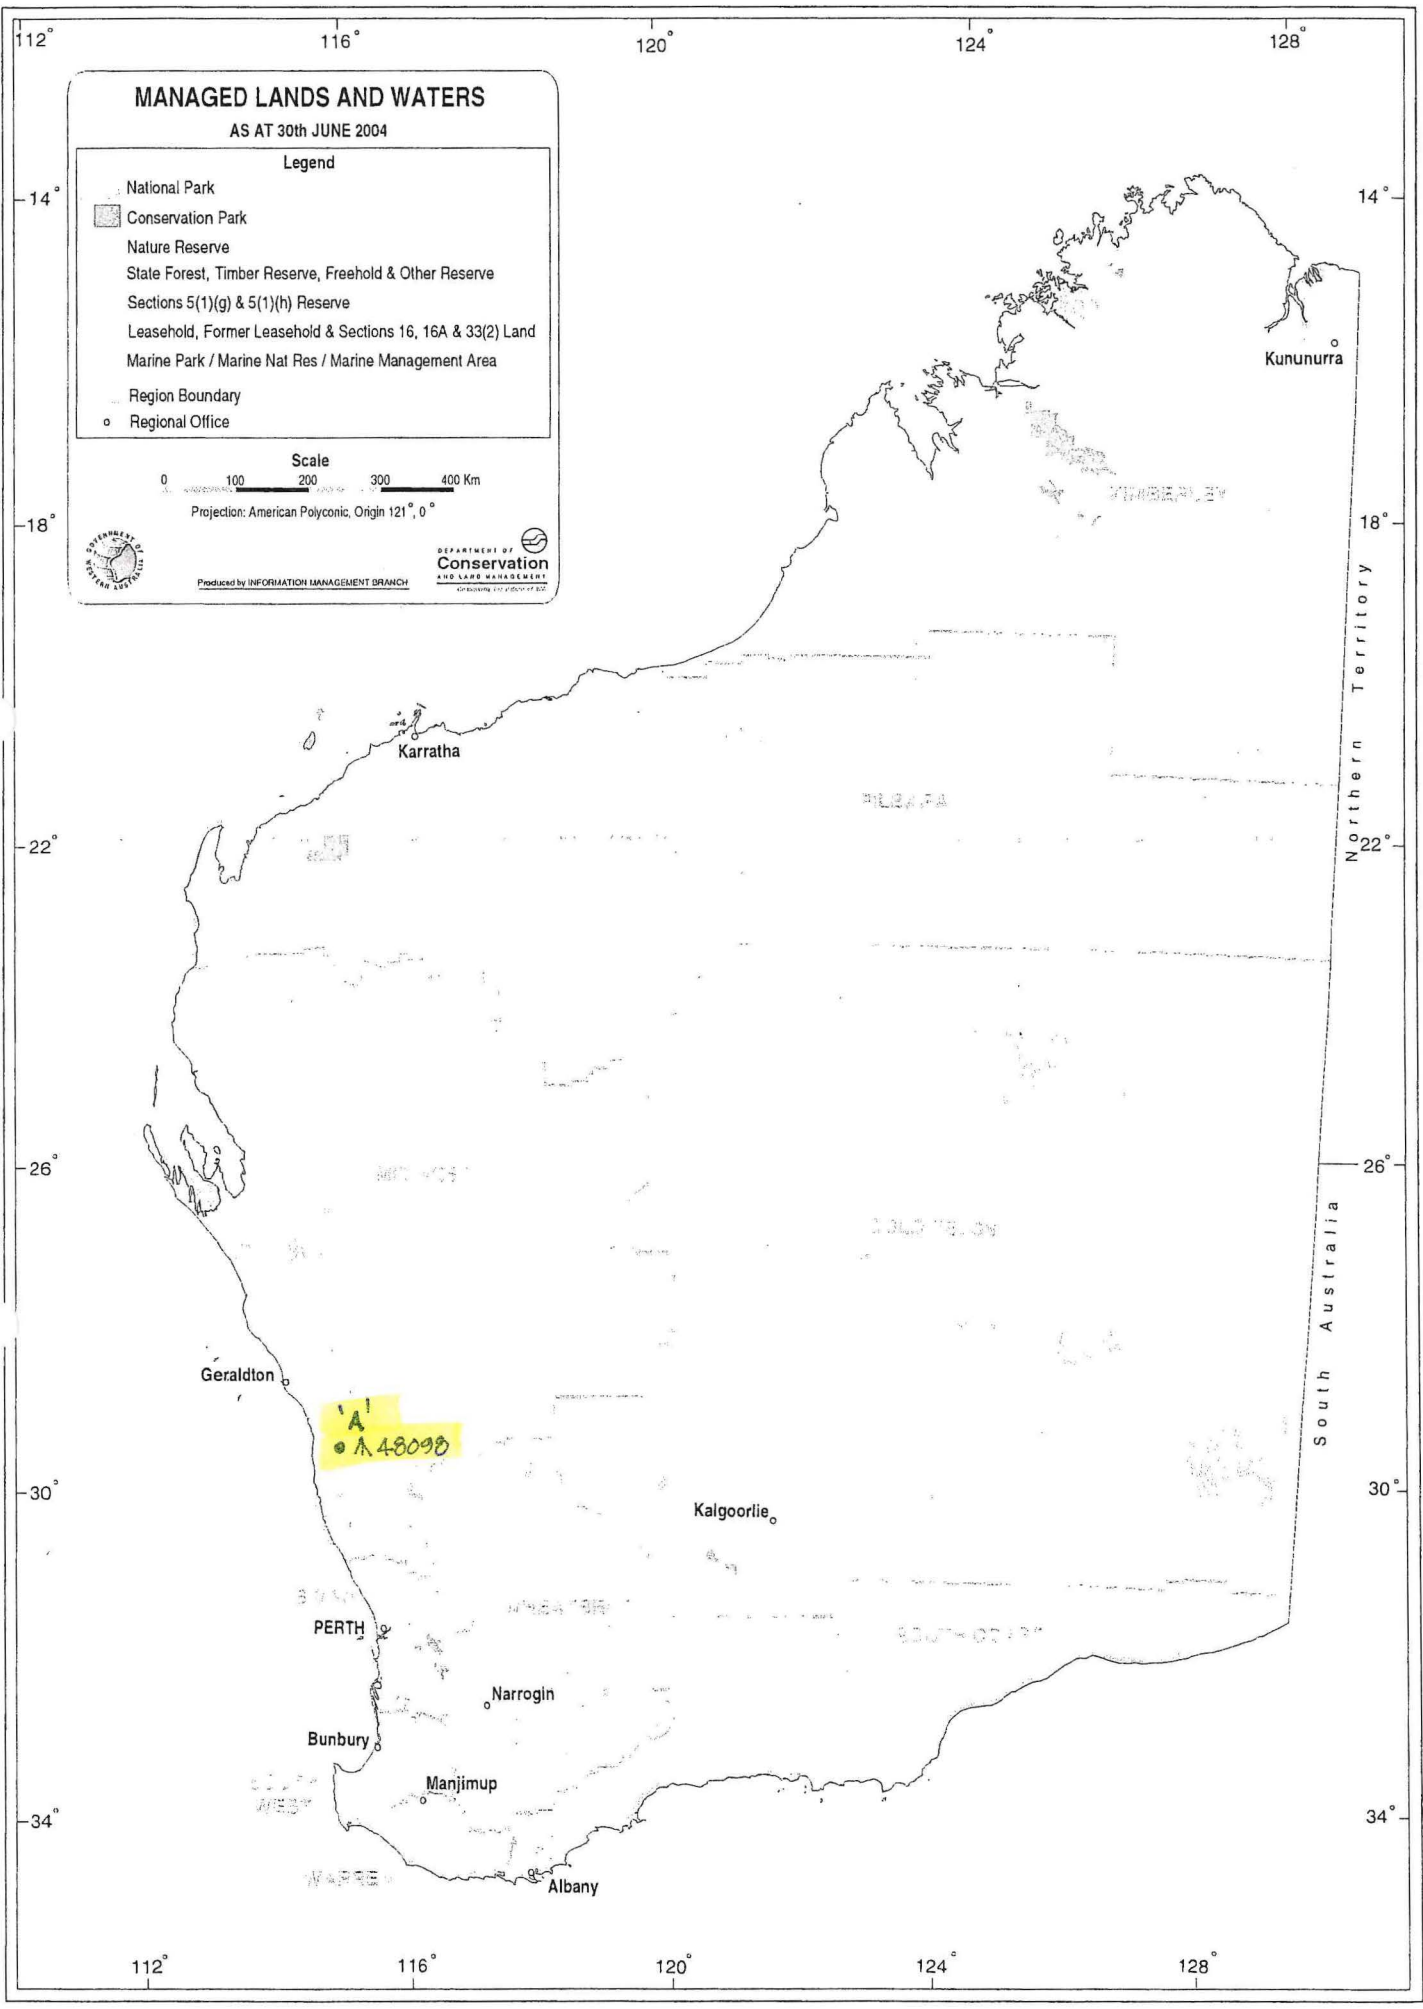 112° 116° 120° 124° 128°
MANAGED LANDS AND WATERS
AS AT 30th JUNE 2004
Legend
National Park
Conservation Park
Nature Reserve
State Forest, Timber Reserve, Freehold & Other Reserve
Sections 5(1)(g) & 5(1)(h) Reserve
Leasehold, Former Leasehold & Sections 16, 16A & 33(2) Land
Marine Park / Marine Nat Res / Marine Management Area
Region Boundary
Regional Office
Scale
0 100 200 300 400 Km
Projection: American Polyconic, Origin 121°, 0°
GOVERNMENT OF
WESTERN AUSTRALIA
Produced by INFORMATION MANAGEMENT BRANCH
DEPARTMENT OF
Conservation
AND LAND MANAGEMENT
14° 14°
Kununurra
18° 18°
Northern Territory
Karratha
22° 22°
26° 26°
South Australia
Geraldton
'A'
48098
30° 30°
Kalgoorlie
PERTH
Narrogin
Bunbury
Manjimup
34° 34°
Albany
112° 116° 120° 124° 128°